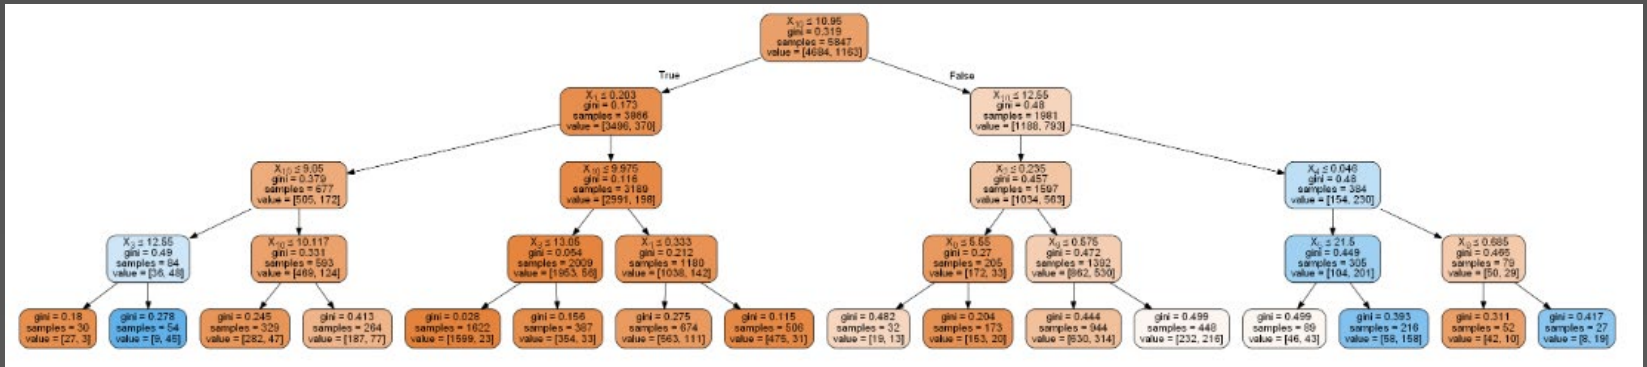 X₁₀ ≤ 10.95
gini = 0.319
samples = 5847
value = [4684, 1163]
True
False
X₁ ≤ 0.203
gini = 0.173
samples = 3866
value = [3496, 370]
X₁₀ ≤ 12.55
gini = 0.48
samples = 1981
value = [1188, 793]
X₁₀ ≤ 9.05
gini = 0.379
samples = 677
value = [505, 172]
X₁₀ ≤ 9.975
gini = 0.116
samples = 3189
value = [2991, 198]
≤ 0.235
gini = 0.457
samples = 1597
value = [1034, 563]
X₄ ≤ 0.046
gini = 0.48
samples = 384
value = [154, 230]
≤ 12.55
gini = 0.49
samples = 84
value = [36, 48]
X₁₀ ≤ 10.117
gini = 0.331
samples = 593
value = [469, 124]
≤ 13.05
gini = 0.054
samples = 2009
value = [1953, 56]
X₁ ≤ 0.333
gini = 0.212
samples = 1180
value = [1038, 142]
≤ 5.55
gini = 0.27
samples = 205
value = [172, 33]
X₉ ≤ 0.575
gini = 0.472
samples = 1392
value = [862, 530]
≤ 21.5
gini = 0.449
samples = 305
value = [104, 201]
≤ 0.685
gini = 0.465
samples = 79
value = [50, 29]
gini = 0.18
samples = 30
value = [27, 3]
gini = 0.278
samples = 54
value = [9, 45]
gini = 0.245
samples = 329
value = [282, 47]
gini = 0.413
samples = 264
value = [187, 77]
gini = 0.028
samples = 1622
value = [1599, 23]
gini = 0.156
samples = 387
value = [354, 33]
gini = 0.275
samples = 674
value = [563, 111]
gini = 0.115
samples = 506
value = [475, 31]
gini = 0.482
samples = 32
value = [19, 13]
gini = 0.204
samples = 173
value = [153, 20]
gini = 0.444
samples = 944
value = [630, 314]
gini = 0.499
samples = 448
value = [232, 216]
gini = 0.499
samples = 89
value = [46, 43]
gini = 0.393
samples = 216
value = [58, 158]
gini = 0.311
samples = 52
value = [42, 10]
gini = 0.417
samples = 27
value = [8, 19]